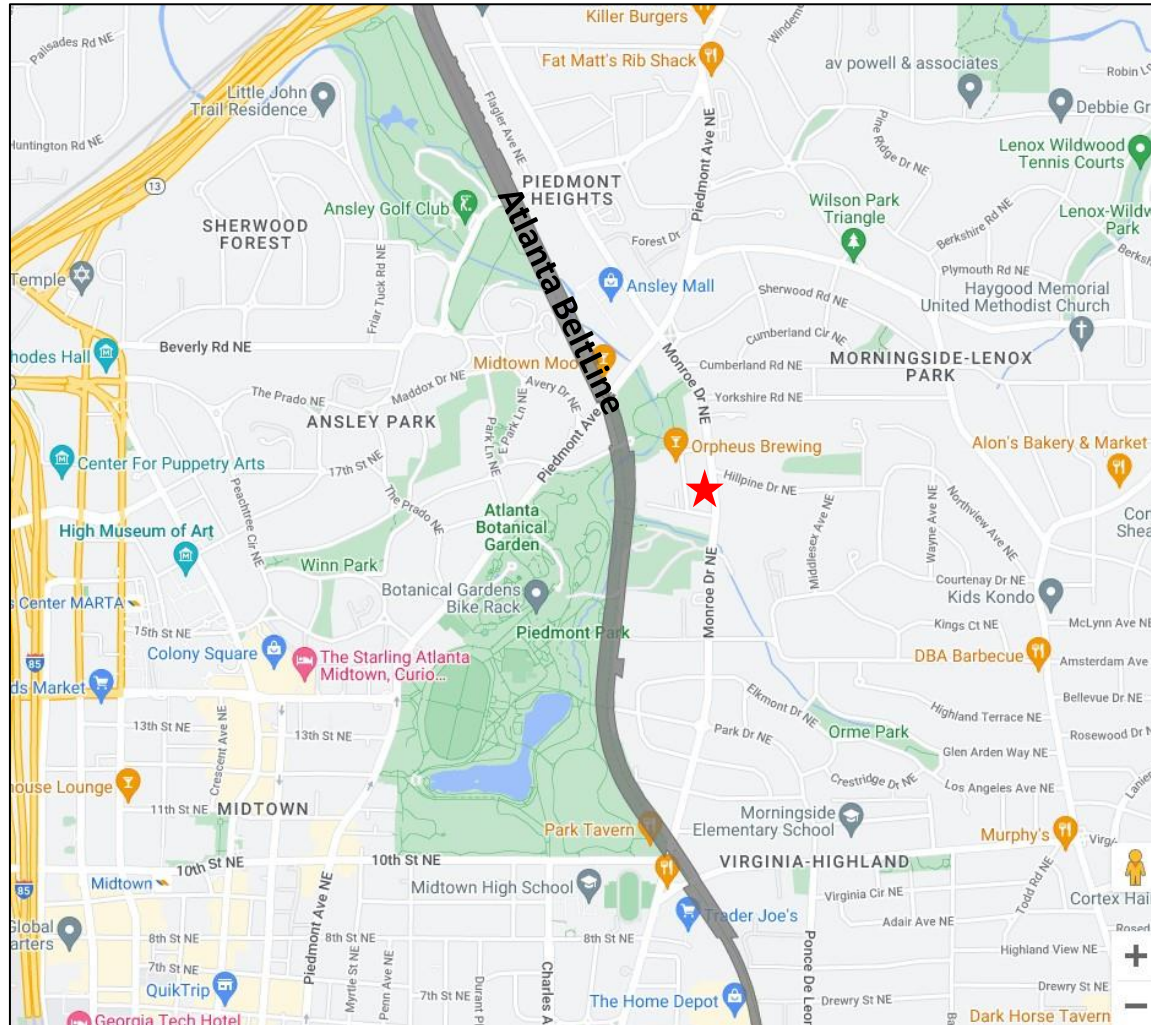 Killer Burgers
Palisades Rd NE
Fat Matt's Rib Shack
av powell & associates
Robin
Little John
Trail Residence
Flagler Ave NE
Debbie
Huntington Rd NE
Pine Ridge Dr NE
Piedmont Ave NE
Lenox Wildwood
Tennis Courts
13
PIEDMONT
HEIGHTS
Ansley Golf Club
Wilson Park
Triangle
SHERWOOD
FOREST
Atlanta BeltLine
Berkshire Rd NE
Forest Dr
Temple
Friar Tuck Rd NE
Plymouth Rd NE
Ansley Mall
Sherwood Rd NE
Haygood Memorial
United Methodist Church
Beverly Rd NE
Cumberland Cir NE
Midtown
Monroe Dr NE
Cumberland Rd NE
MORNINGSIDE-LENOX
PARK
The Prado NE
Maddox Dr NE
Avery Dr NE
Yorkshire Rd NE
ANSLEY PARK
Park Ln NE
E Park Ln NE
Piedmont Ave
Orpheus Brewing
Alon's Bakery & Market
Center For Puppetry Arts
17th St NE
Hillpine Dr NE
Peachtree Cir NE
The Prado NE
Northview Ave NE
High Museum of Art
Atlanta
Botanical
Garden
Middlesex Ave NE
Wayne Ave NE
Winn Park
Botanical Gardens
Bike Rack
Courtenay Dr NE
Kids Kondo
Center MARTA
Monroe Dr NE
15th St NE
Piedmont Park
Kings Ct NE
McLynn Ave NE
Colony Square
The Starling Atlanta
Midtown, Curio...
DBA Barbecue
Amsterdam Ave
85
Market
Elkmont Dr NE
Bellevue Dr NE
Highland Terrace NE
13th St NE
13th St NE
Crescent Ave NE
Park Dr NE
Orme Park
Rosewood Dr
Glen Arden Way NE
Lounge
Crestridge Dr NE
Los Angeles Ave NE
11th St NE
MIDTOWN
Park Tavern
Morningside
Elementary School
Murphy's
10th St NE
10th St NE
VIRGINIA-HIGHLAND
Midtown
Midtown High School
85
Piedmont Ave NE
Virginia Cir NE
Todd Rd NE
Cortex
Trader Joe's
Adair Ave NE
Global
8th St NE
8th St NE
8th St NE
Highland View NE
7th St NE
Myrtle St NE
Penn Ave NE
7th St NE
QuikTrip
Durant
Charles
The Home Depot
Ponce De Leon
Drewry St NE
Drewry St NE
Georgia Tech Hotel
Dark Horse Tavern